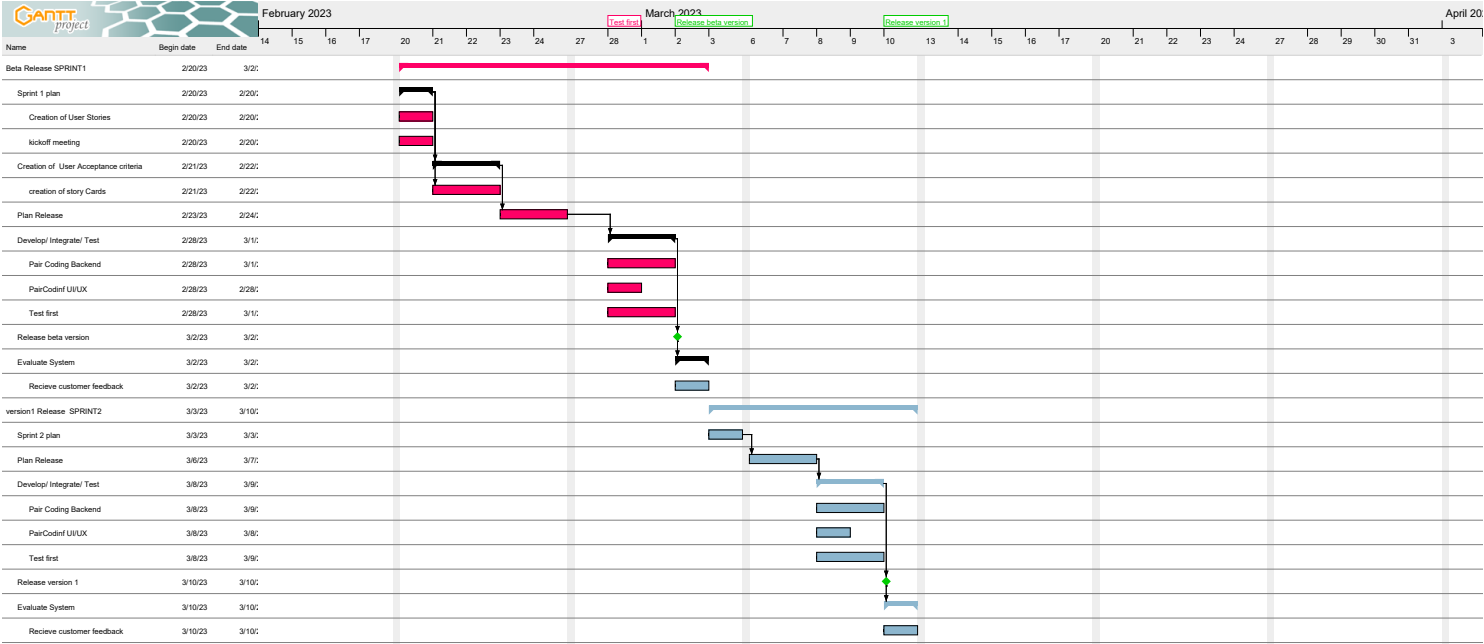 GANTT project
February 2023 March 2023 April 20
Test first Release beta version Release version 1
14 15 16 17 20 21 22 23 24 27 28 1 2 3 6 7 8 9 10 13 14 15 16 17 20 21 22 23 24 27 28 29 30 31 3
Name Begin date End date
Beta Release SPRINT1 2/20/23 3/2/
Sprint 1 plan 2/20/23 2/20/
Creation of User Stories 2/20/23 2/20/
kickoff meeting 2/20/23 2/20/
Creation of User Acceptance criteria 2/21/23 2/22/
creation of story Cards 2/21/23 2/22/
Plan Release 2/23/23 2/24/
Develop/ Integrate/ Test 2/28/23 3/1/
Pair Coding Backend 2/28/23 3/1/
PairCodinf UI/UX 2/28/23 2/28/
Test first 2/28/23 3/1/
Release beta version 3/2/23 3/2/
Evaluate System 3/2/23 3/2/
Recieve customer feedback 3/2/23 3/2/
version1 Release SPRINT2 3/3/23 3/10/
Sprint 2 plan 3/3/23 3/3/
Plan Release 3/6/23 3/7/
Develop/ Integrate/ Test 3/8/23 3/9/
Pair Coding Backend 3/8/23 3/9/
PairCodinf UI/UX 3/8/23 3/8/
Test first 3/8/23 3/9/
Release version 1 3/10/23 3/10/
Evaluate System 3/10/23 3/10/
Recieve customer feedback 3/10/23 3/10/